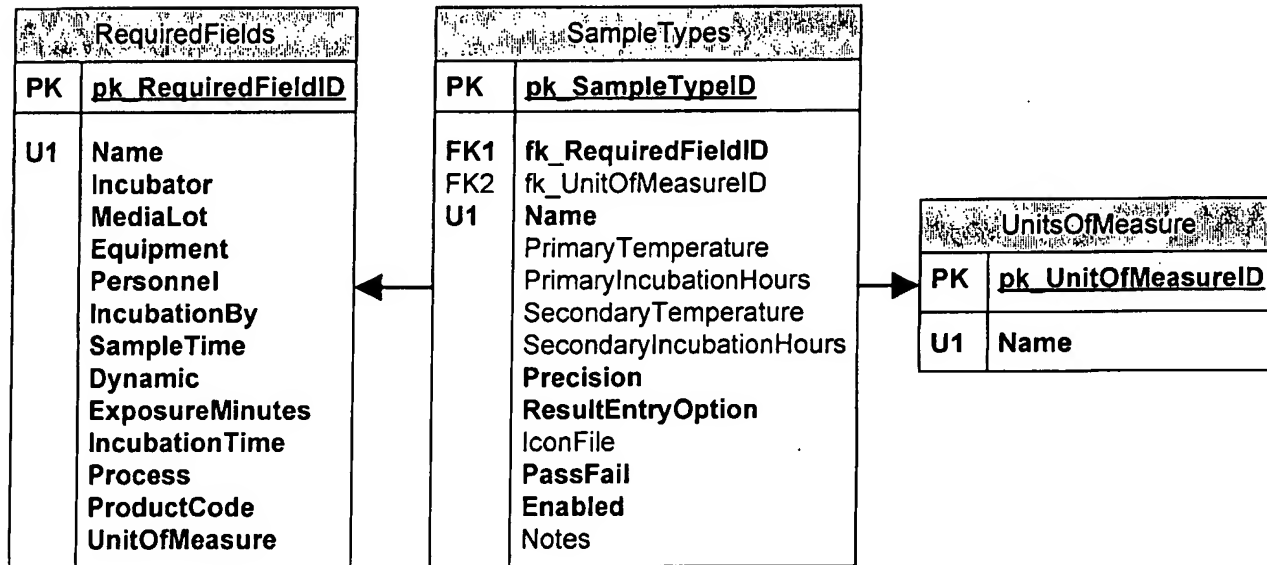 RequiredFields
PK pk_RequiredFieldID
U1 Name
Incubator
MediaLot
Equipment
Personnel
IncubationBy
SampleTime
Dynamic
ExposureMinutes
IncubationTime
Process
ProductCode
UnitOfMeasure
SampleTypes
PK pk_SampleTypeID
FK1 fk_RequiredFieldID
FK2 fk_UnitOfMeasureID
U1 Name
PrimaryTemperature
PrimaryIncubationHours
SecondaryTemperature
SecondaryIncubationHours
Precision
ResultEntryOption
IconFile
PassFail
Enabled
Notes
UnitsOfMeasure
PK pk_UnitOfMeasureID
U1 Name